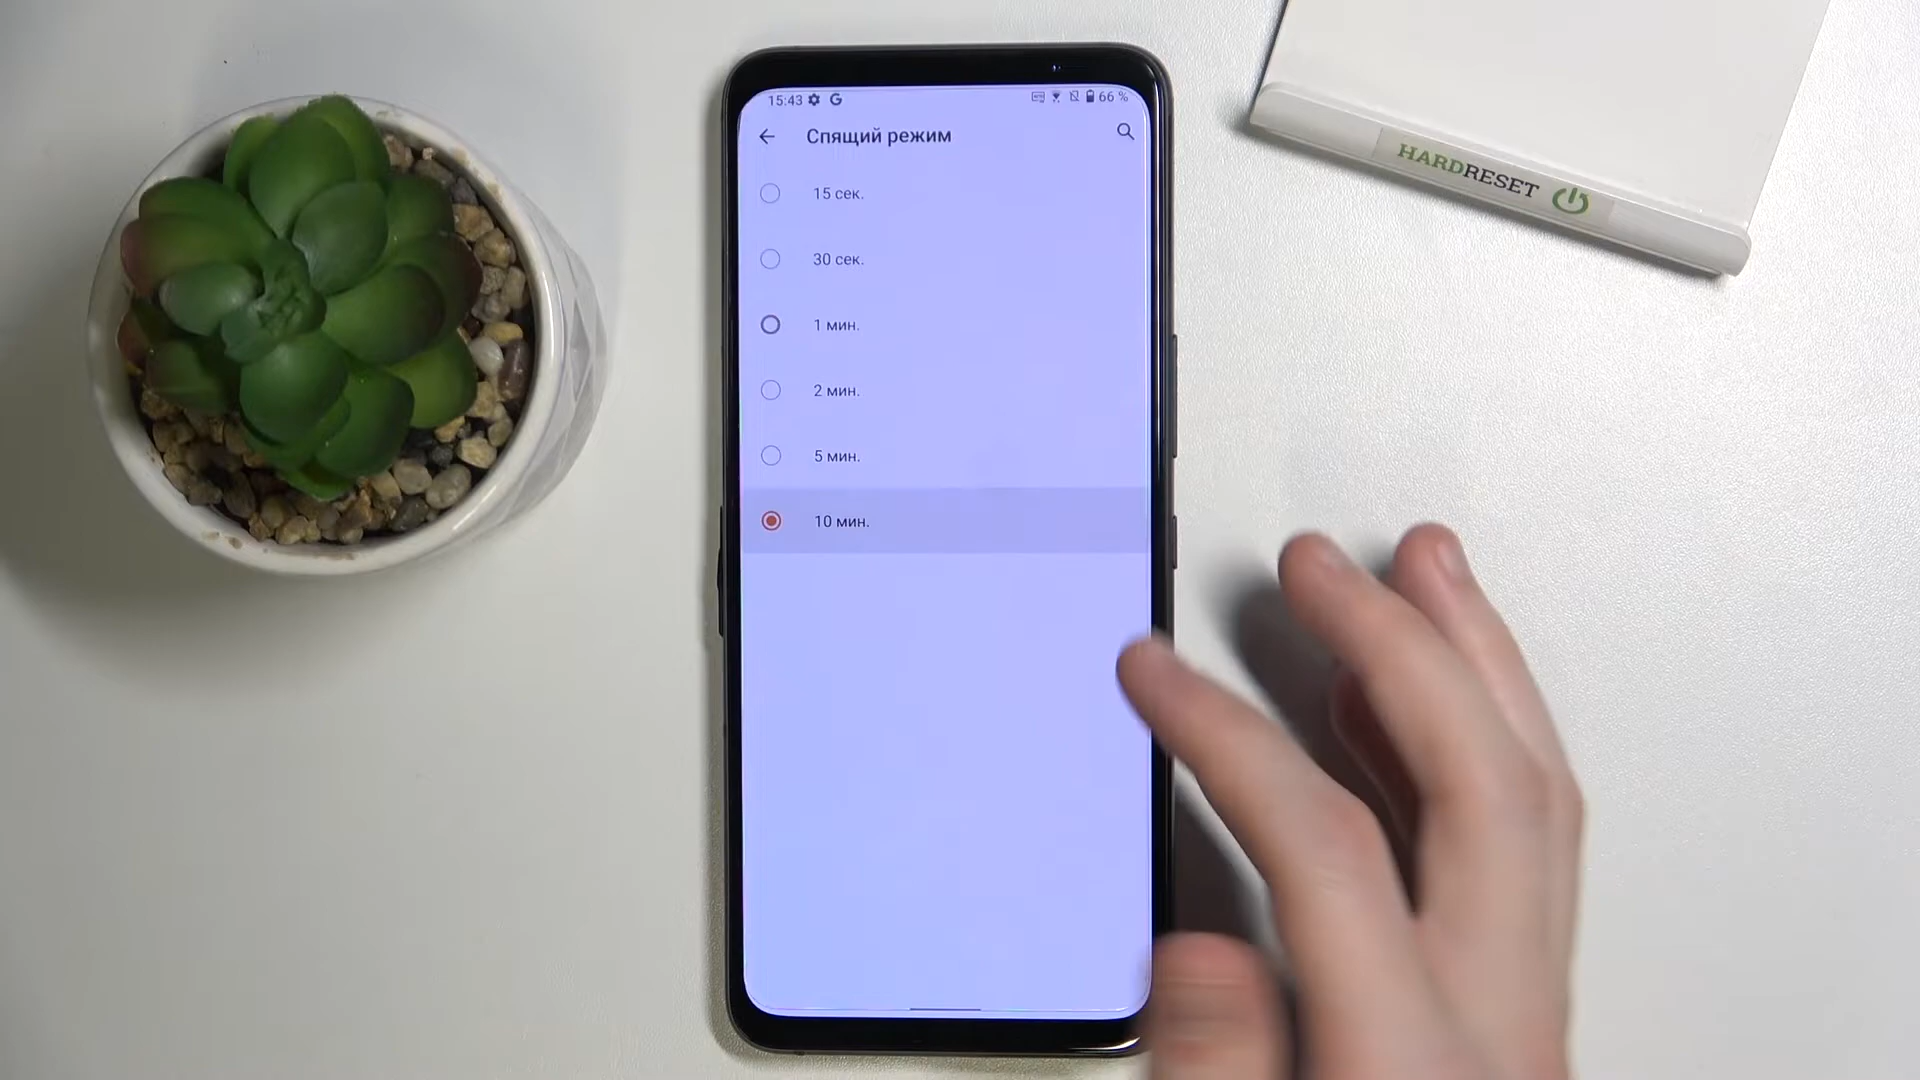 15:43 G 66 %
Спящий режим
15 сек.
30 сек.
1 мин.
2 мин.
5 мин.
10 мин.
HARDRESET